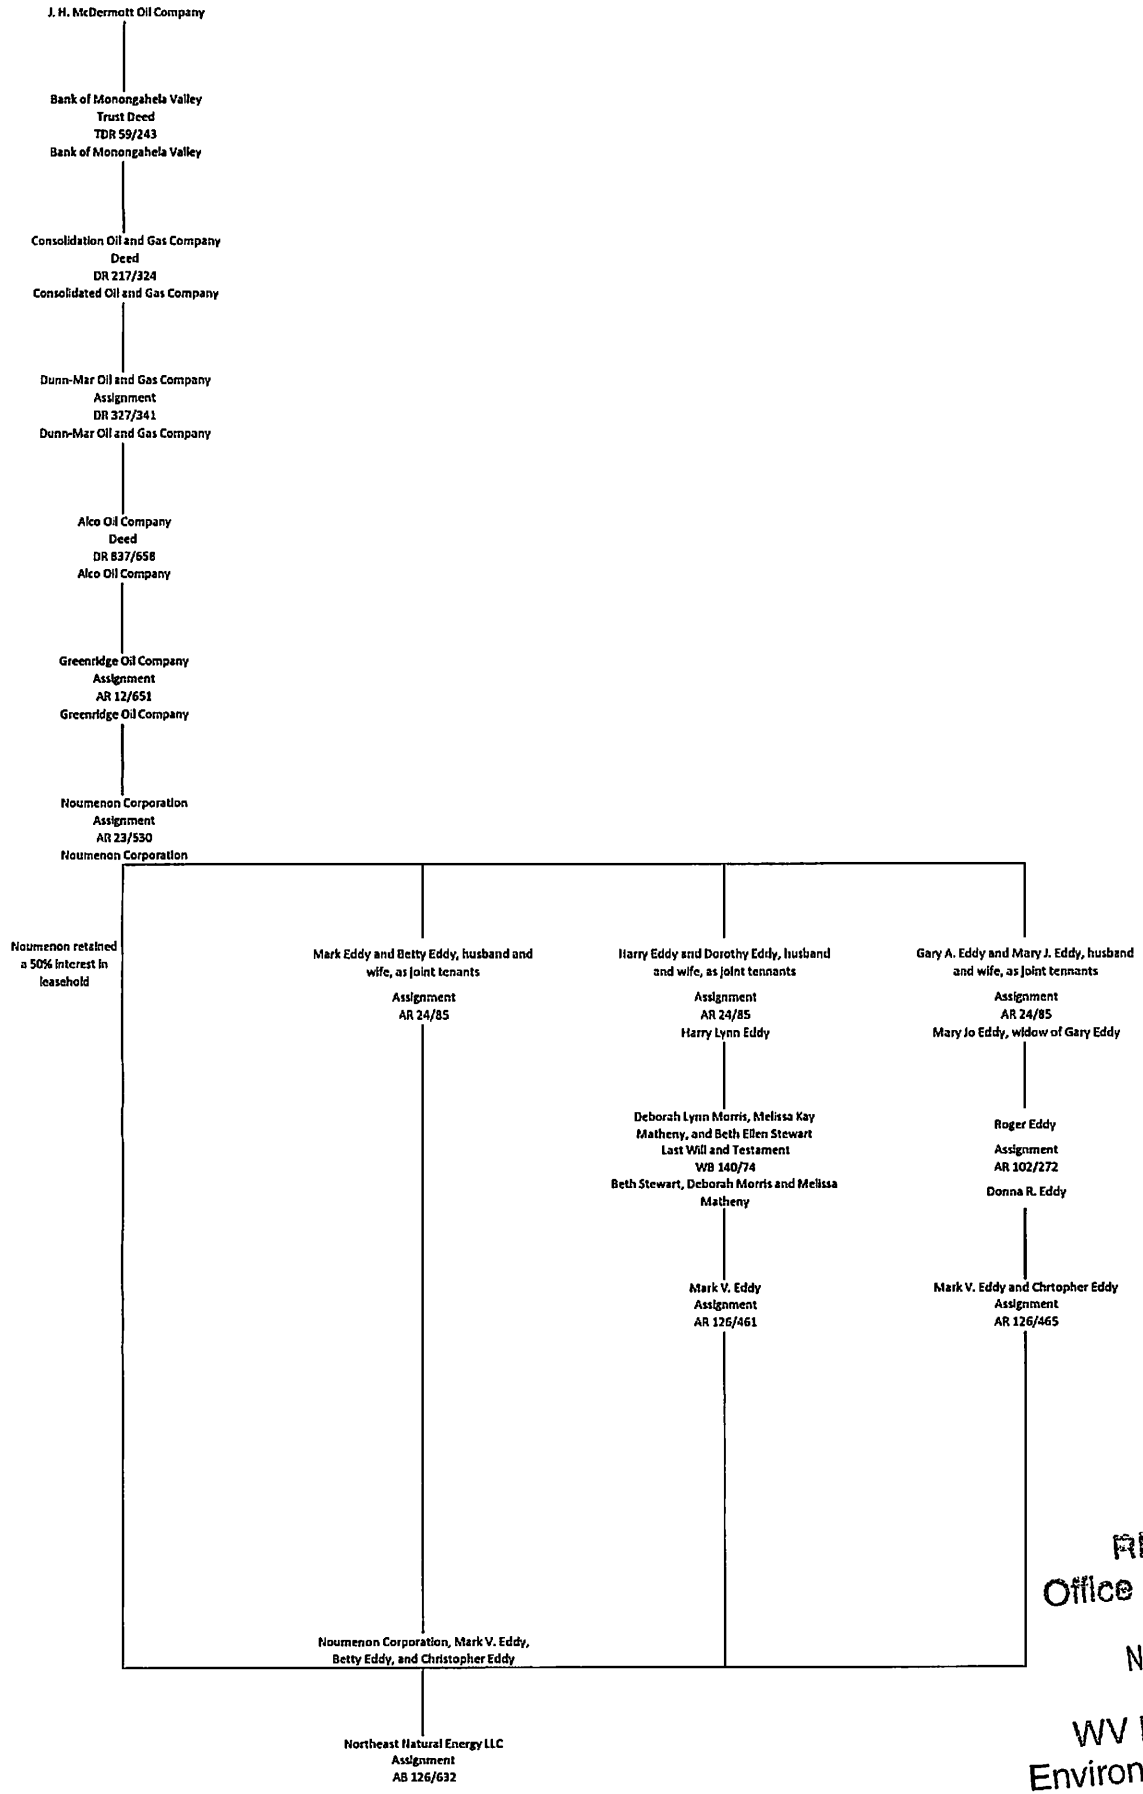 J. H. McDermott Oil Company
Bank of Monongahela Valley
Trust Deed
TDR 59/243
Bank of Monongahela Valley
Consolidation Oil and Gas Company
Deed
DR 217/324
Consolidated Oil and Gas Company
Dunn-Mar Oil and Gas Company
Assignment
DR 327/341
Dunn-Mar Oil and Gas Company
Alco Oil Company
Deed
DR 837/658
Alco Oil Company
Greenridge Oil Company
Assignment
AR 12/651
Greenridge Oil Company
Noumenon Corporation
Assignment
AR 23/530
Noumenon Corporation
Noumenon retained
a 50% interest in
leasehold
Mark Eddy and Betty Eddy, husband and
wife, as joint tenants
Assignment
AR 24/85
Harry Eddy and Dorothy Eddy, husband
and wife, as joint tennants
Assignment
AR 24/85
Harry Lynn Eddy
Deborah Lynn Morris, Melissa Kay
Matheny, and Beth Ellen Stewart
Last Will and Testament
WB 140/74
Beth Stewart, Deborah Morris and Melissa
Matheny
Mark V. Eddy
Assignment
AR 126/461
Gary A. Eddy and Mary J. Eddy, husband
and wife, as joint tennants
Assignment
AR 24/85
Mary Jo Eddy, widow of Gary Eddy
Roger Eddy
Assignment
AR 102/272
Donna R. Eddy
Mark V. Eddy and Chrtopher Eddy
Assignment
AR 126/465
Noumenon Corporation, Mark V. Eddy,
Betty Eddy, and Christopher Eddy
Northeast Natural Energy LLC
Assignment
AB 126/632
Office
WV
Environ